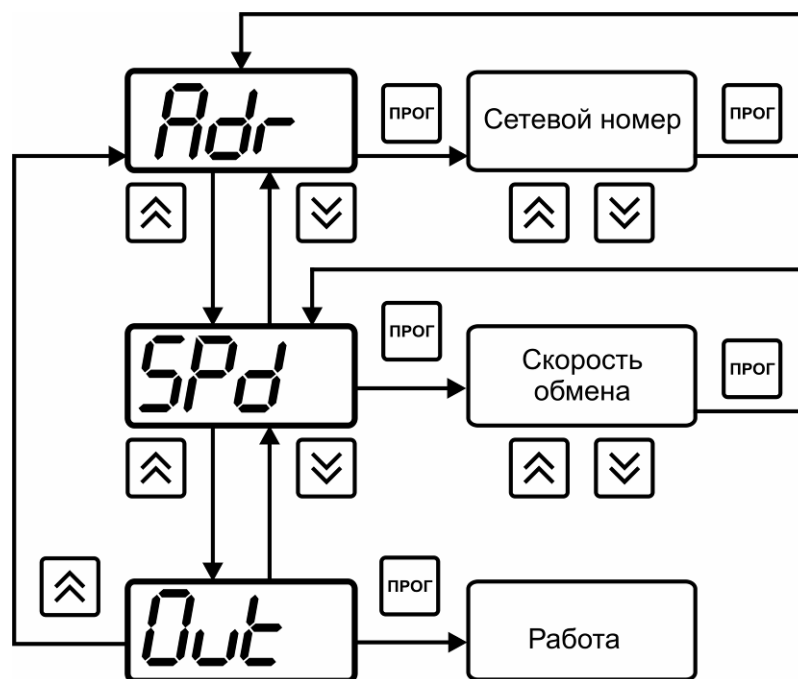 Adr
ПРОГ
Сетевой номер
ПРОГ
SPd
ПРОГ
Скорость
обмена
ПРОГ
Out
ПРОГ
Работа